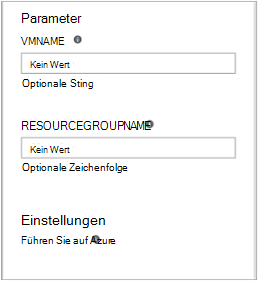 Parameter
VMNAME
Kein Wert
Optionale Sting
RESOURCEGROUPNAME
Kein Wert
Optionale Zeichenfolge
Einstellungen
Führen Sie auf Azure